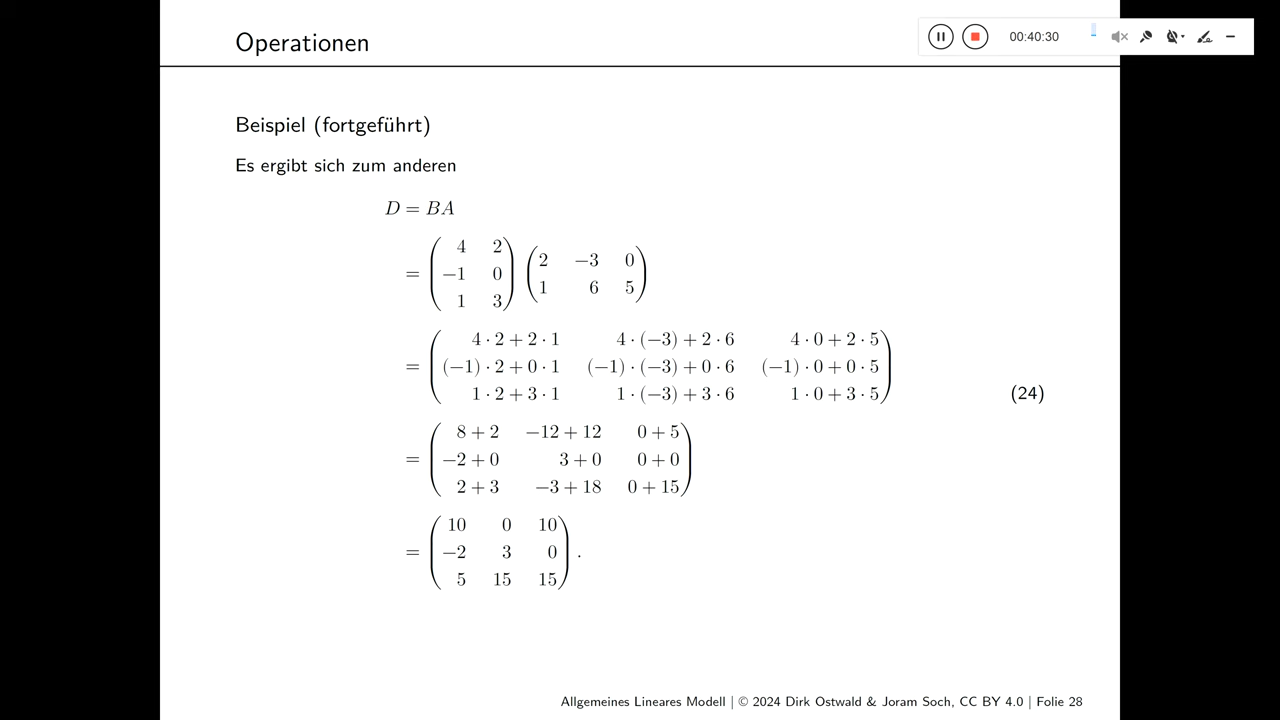 Operationen
00:40:30
Beispiel (fortgeführt)
Es ergibt sich zum anderen
D = BA
= ( 4 2 ) ( 2 −3 0 )
−1 0 1 6 5
1 3
= ( 4 · 2 + 2 · 1 4 · (−3) + 2 · 6 4 · 0 + 2 · 5 )
(−1) · 2 + 0 · 1 (−1) · (−3) + 0 · 6 (−1) · 0 + 0 · 5
1 · 2 + 3 · 1 1 · (−3) + 3 · 6 1 · 0 + 3 · 5
(24)
= ( 8 + 2 −12 + 12 0 + 5 )
−2 + 0 3 + 0 0 + 0
2 + 3 −3 + 18 0 + 15
= ( 10 0 10 ) .
−2 3 0
5 15 15
Allgemeines Lineares Modell | © 2024 Dirk Ostwald & Joram Soch, CC BY 4.0 | Folie 28